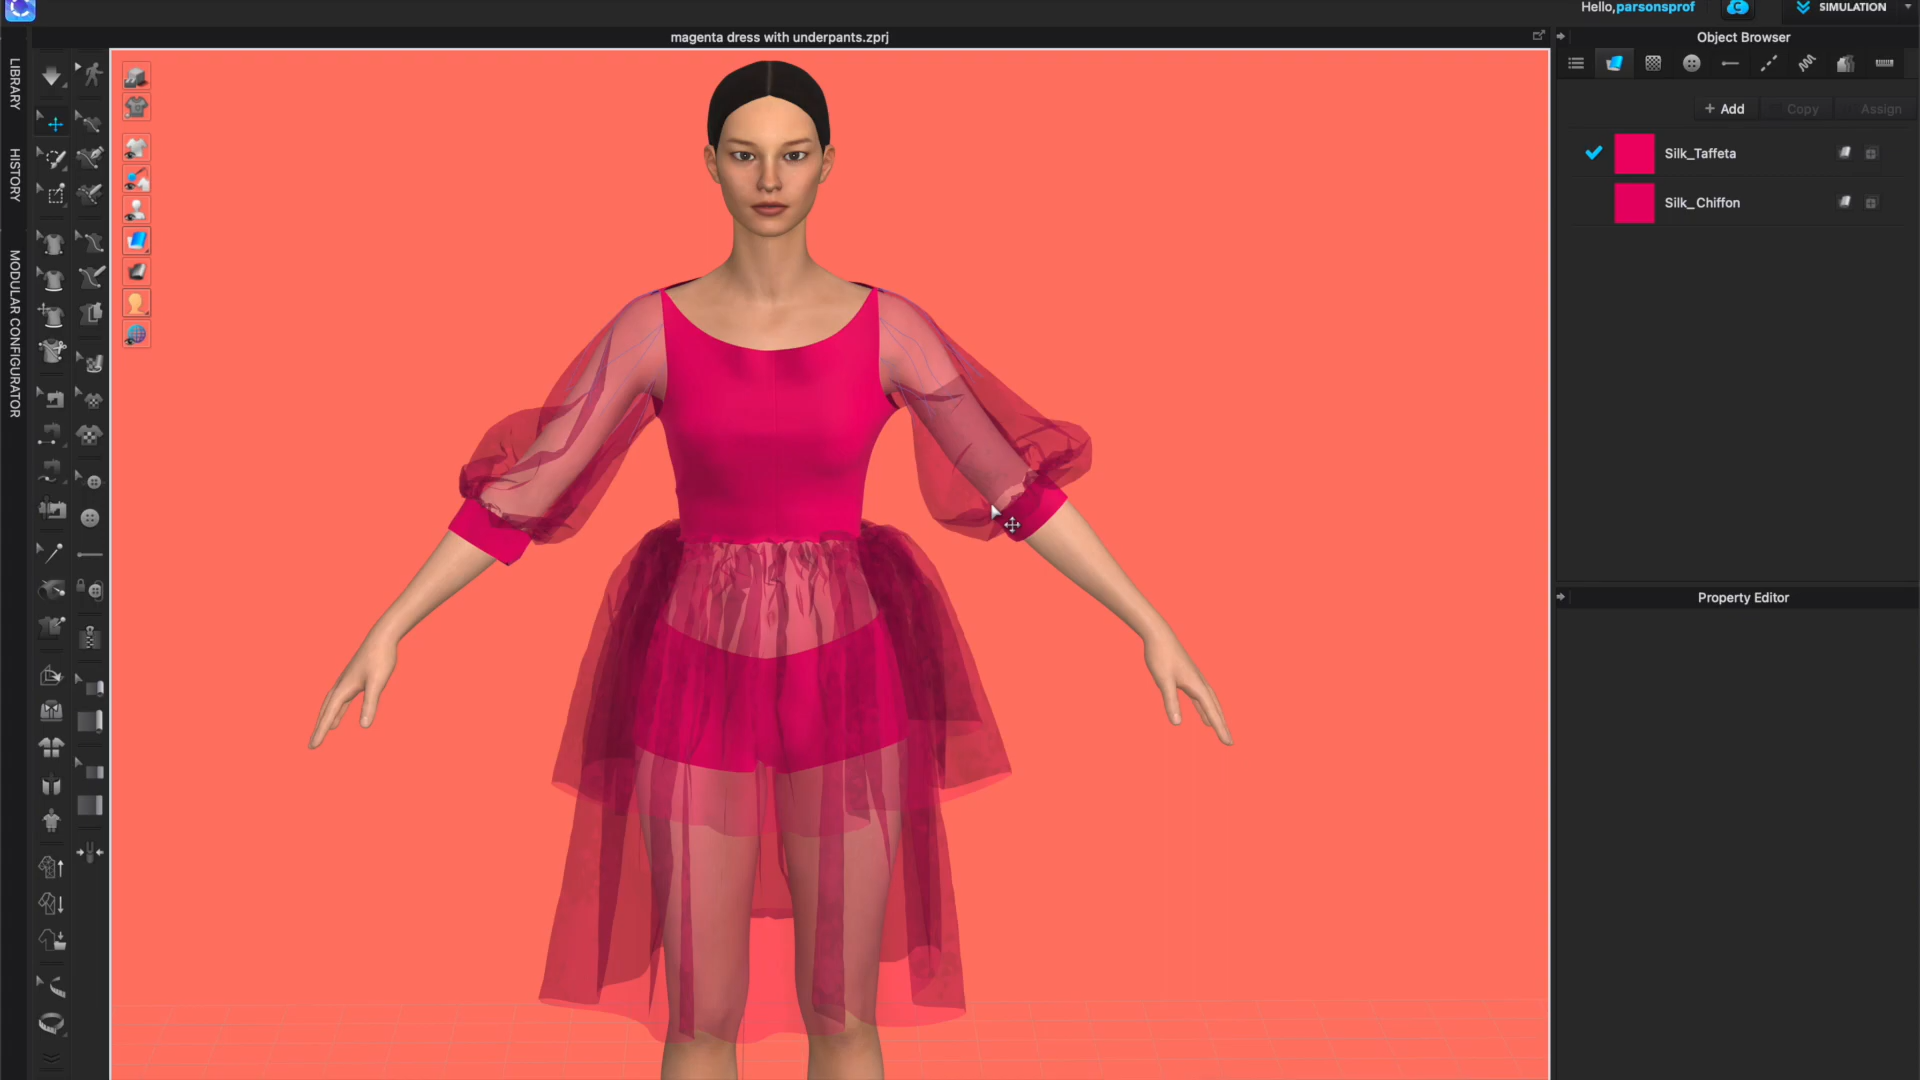 Hello,parsonsprof
SIMULATION
magenta dress with underpants.zprj
Object Browser
LIBRARY
HISTORY
MODULAR CONFIGURATOR
+ Add
Copy
Assign
Silk_Taffeta
Silk_Chiffon
Property Editor